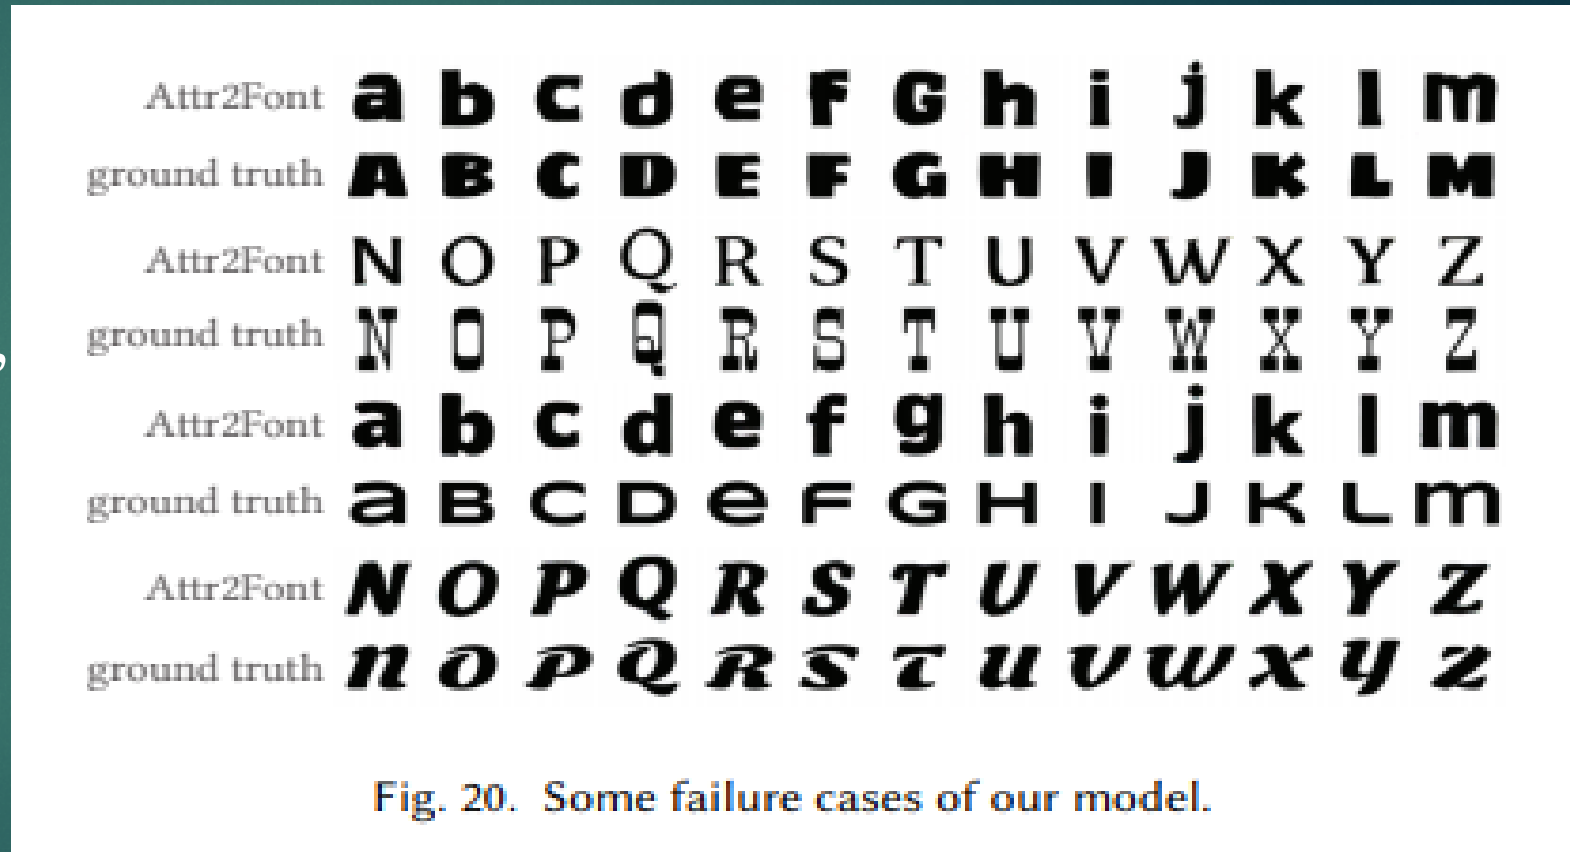 Attr2Font a b c d e f G h i j k l m
ground truth A B C D E F G H I J K L M
Attr2Font N O P Q R S T U V W X Y Z
ground truth N O P Q R S T U V W X Y Z
Attr2Font a b c d e f g h i j k l m
ground truth a B C D e F G H I J K L m
Attr2Font N O P Q R S T U V W X Y Z
ground truth n O P Q R S T u v w x y z
Fig. 20. Some failure cases of our model.